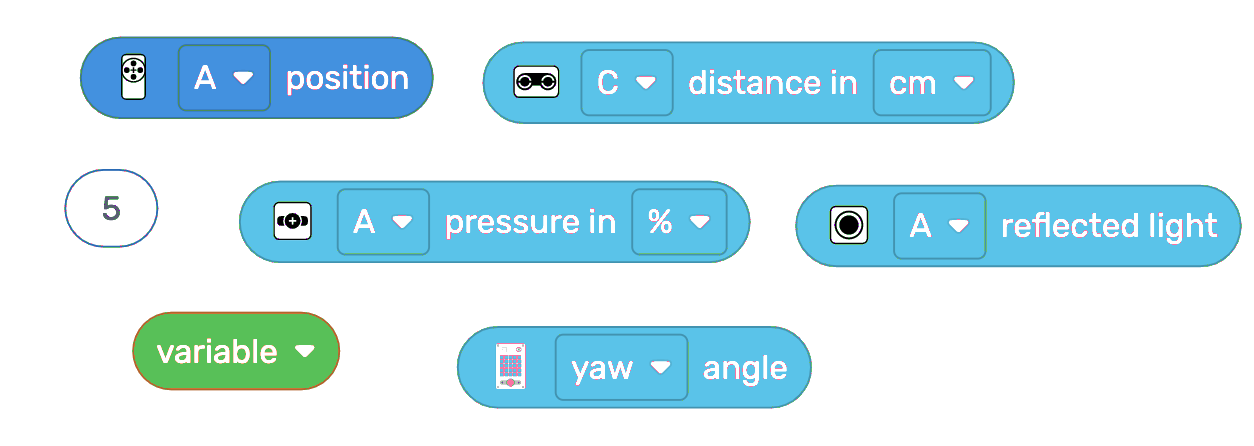 A position
C distance in cm
5
A pressure in %
A reflected light
variable
yaw angle